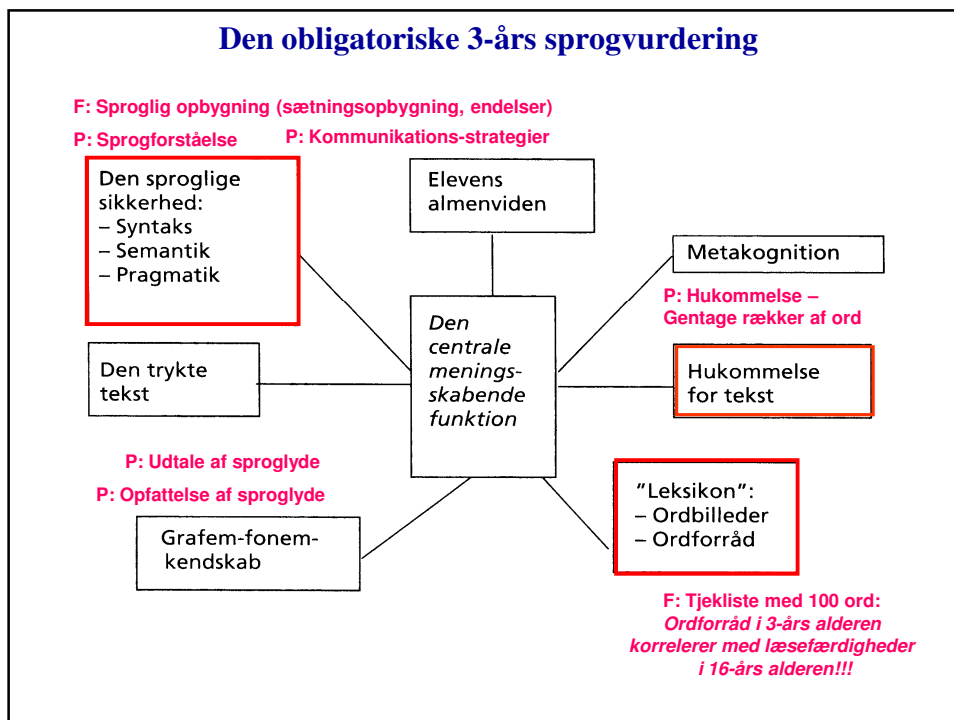 Den obligatoriske 3-års sprogvurdering
F: Sproglig opbygning (sætningsopbygning, endelser)
P: Sprogforståelse
P: Kommunikations-strategier
Den sproglige
sikkerhed:
– Syntaks
– Semantik
– Pragmatik
Elevens
almenviden
Metakognition
P: Hukommelse –
Gentage rækker af ord
Den
centrale
menings-
skabende
funktion
Den trykte
tekst
Hukommelse
for tekst
P: Udtale af sproglyde
P: Opfattelse af sproglyde
Grafem-fonem-
kendskab
"Leksikon":
– Ordbilleder
– Ordforråd
F: Tjekliste med 100 ord:
Ordforråd i 3-års alderen
korrelerer med læsefærdigheder
i 16-års alderen!!!